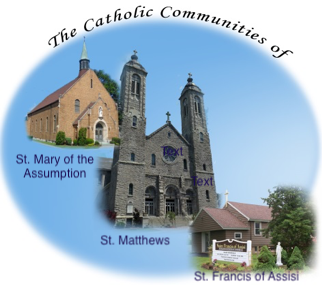 The Catholic Communities of
St. Mary of the
Assumption
Text
Text
St. Matthews
St. Francis of Assisi